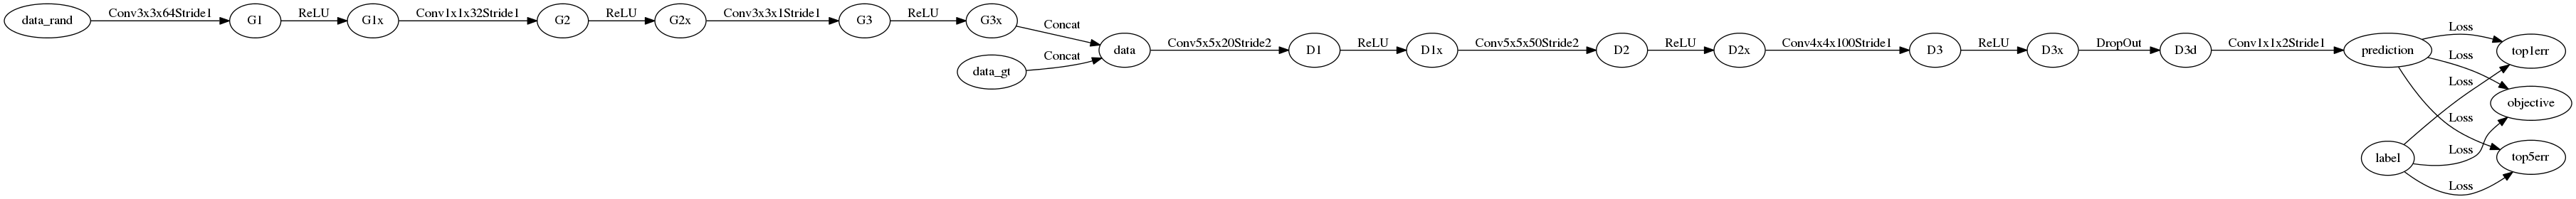 data_rand
Conv3x3x64Stride1
G1
ReLU
G1x
Conv1x1x32Stride1
G2
ReLU
G2x
Conv3x3x1Stride1
G3
ReLU
G3x
Concat
data_gt
Concat
data
Conv5x5x20Stride2
D1
ReLU
D1x
Conv5x5x50Stride2
D2
ReLU
D2x
Conv4x4x100Stride1
D3
ReLU
D3x
DropOut
D3d
Conv1x1x2Stride1
prediction
label
Loss
Loss
Loss
Loss
Loss
Loss
top1err
objective
top5err